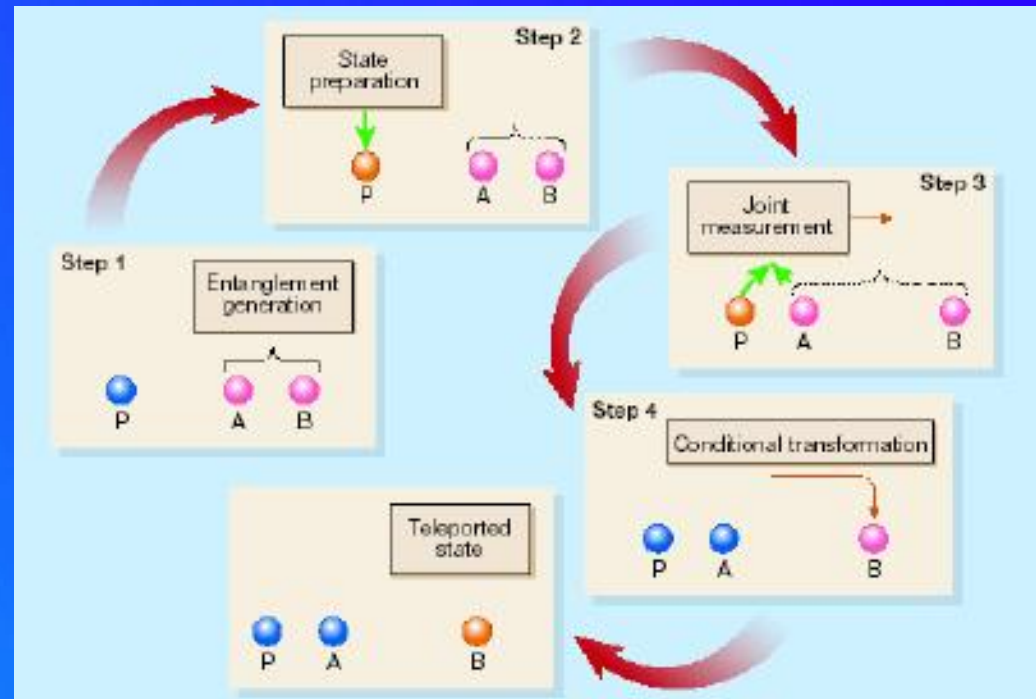 Step 1
Entanglement
generation
P
A
B
Step 2
State
preparation
P
A
B
Step 3
Joint
measurement
P
A
B
Step 4
Conditional transformation
P
A
B
Teleported
state
P
A
B